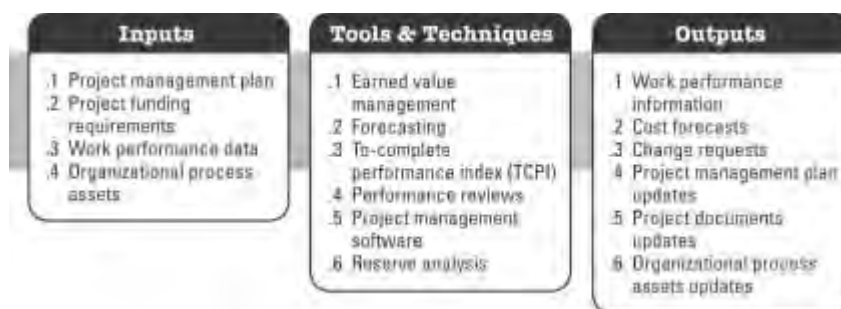 Inputs
.1 Project management plan
.2 Project funding
requirements
.3 Work performance data
.4 Organizational process
assets
Tools & Techniques
.1 Earned value
management
.2 Forecasting
.3 To-complete
performance index (TCPI)
.4 Performance reviews
.5 Project management
software
.6 Reserve analysis
Outputs
.1 Work performance
information
.2 Cost forecasts
.3 Change requests
.4 Project management plan
updates
.5 Project documents
updates
.6 Organizational process
assets updates